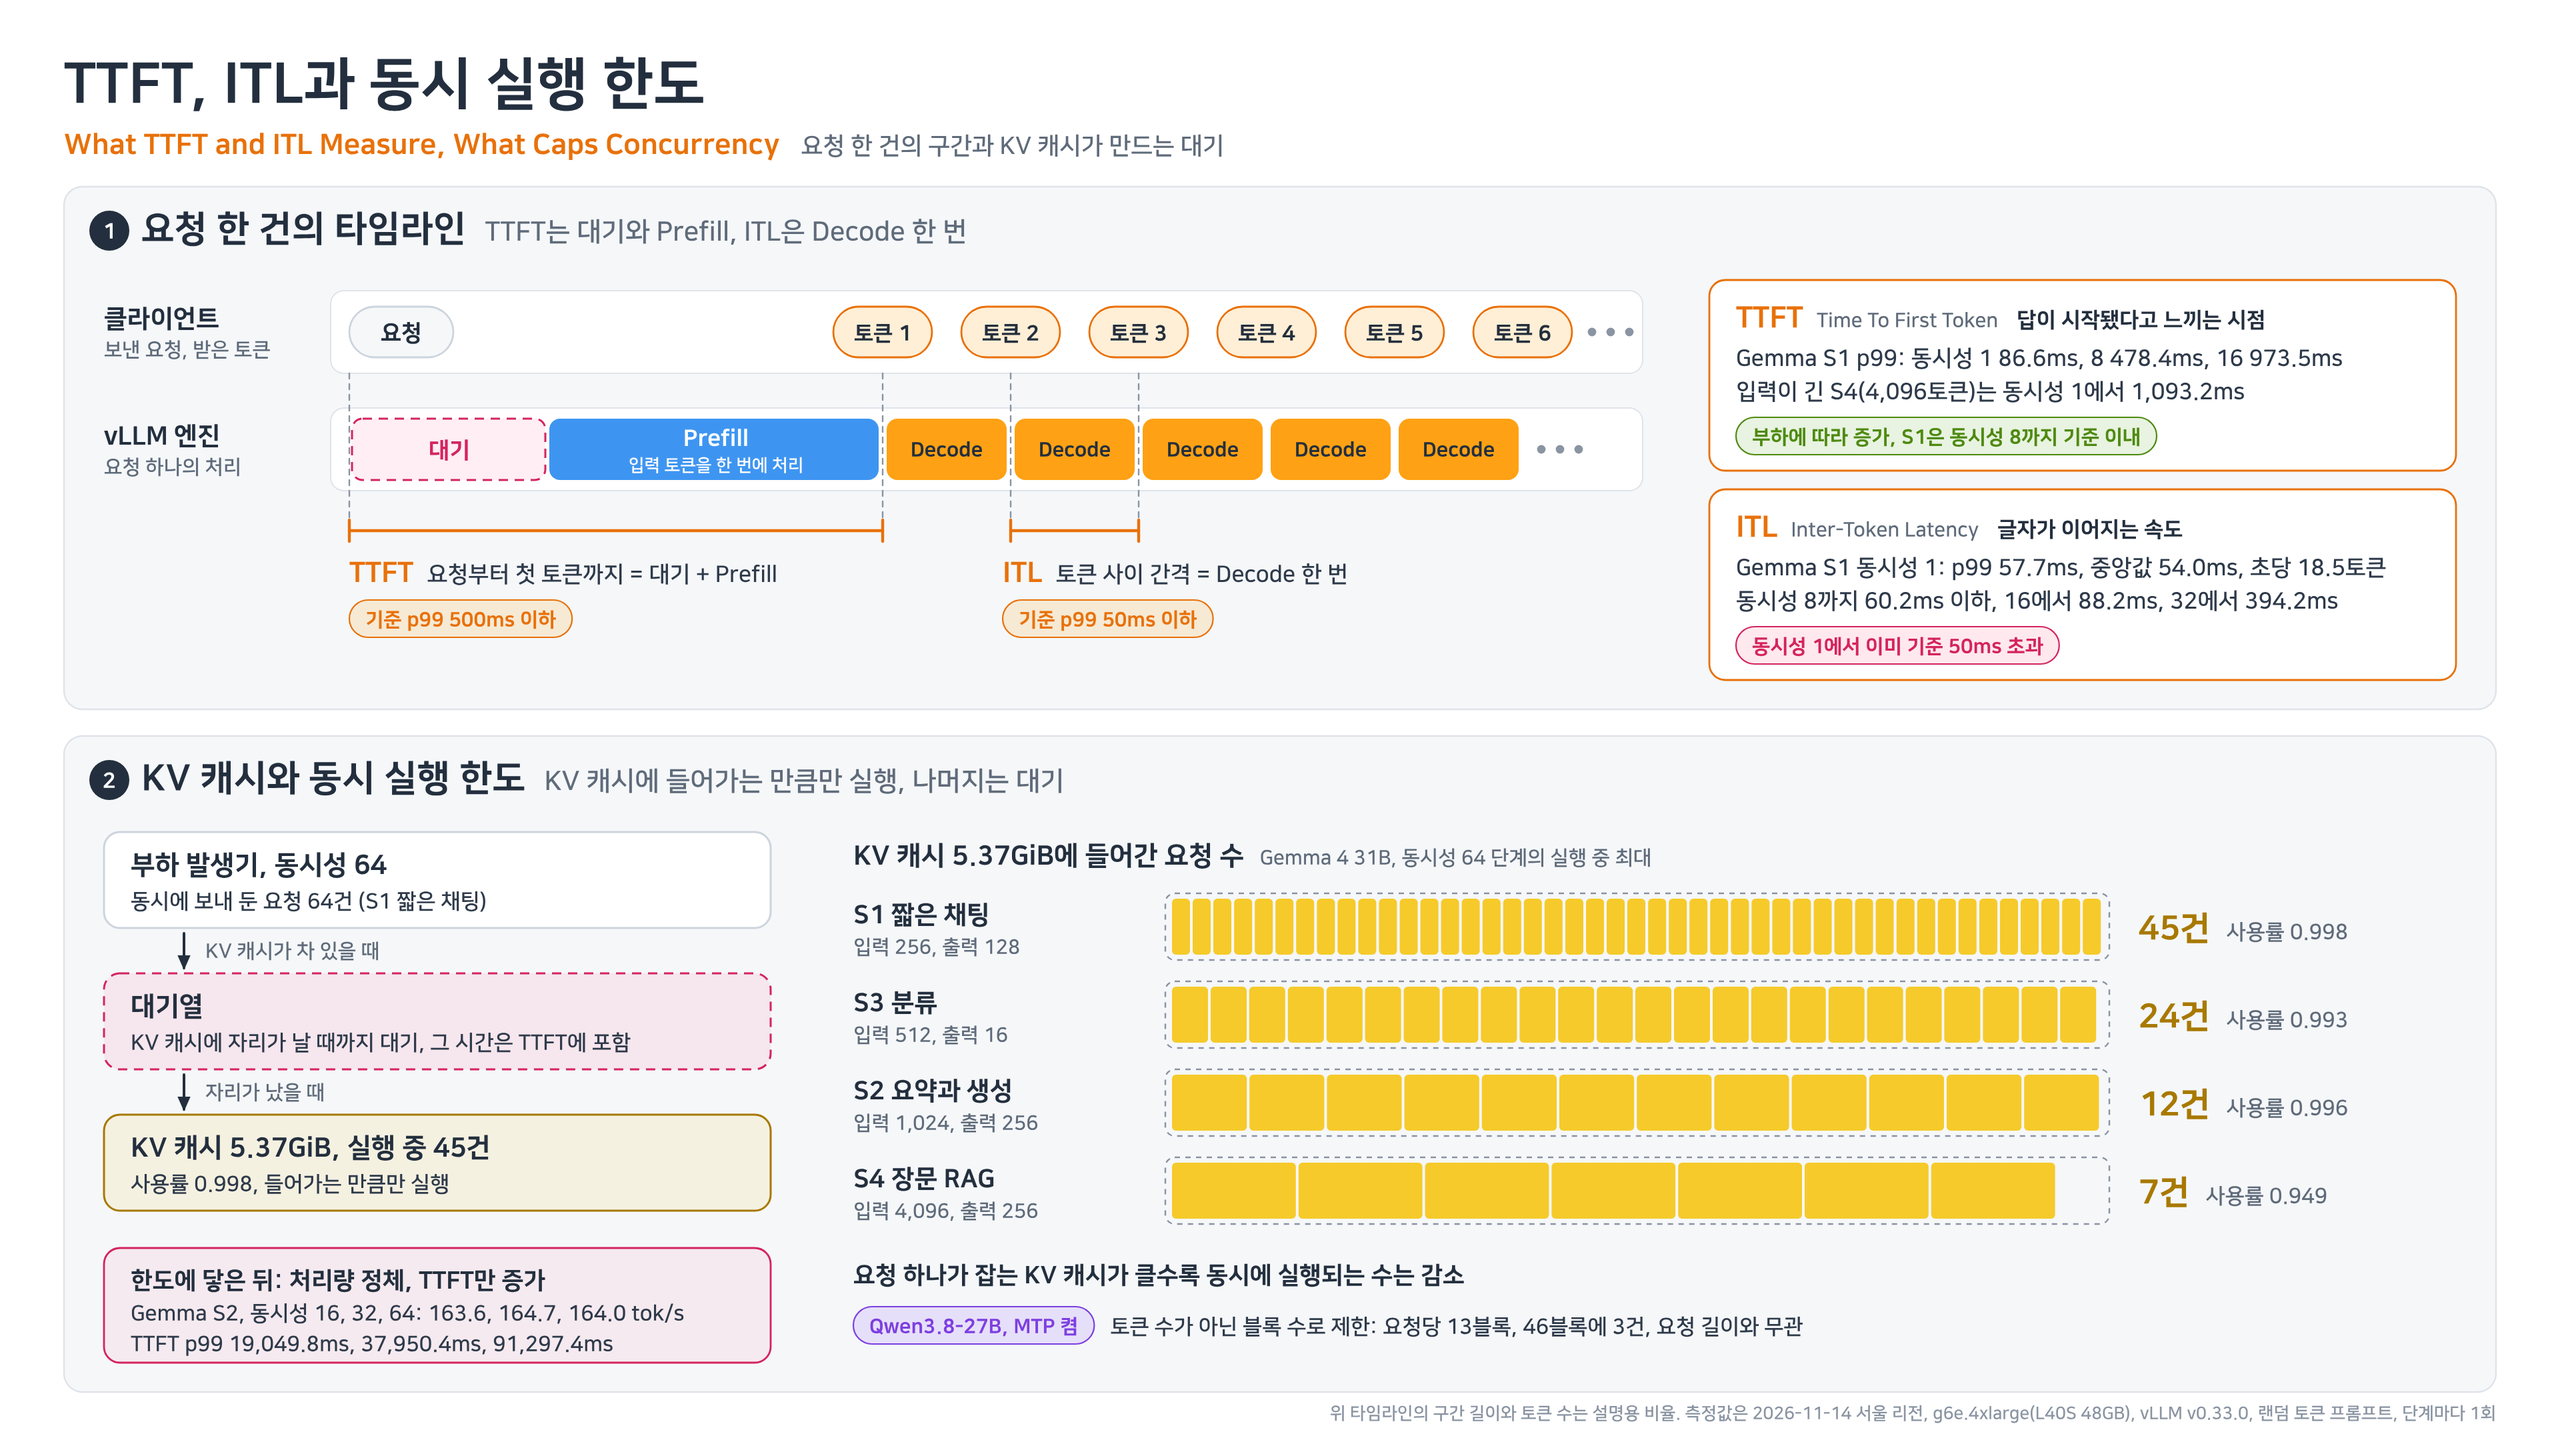 TTFT, ITL과 동시 실행 한도
What TTFT and ITL Measure, What Caps Concurrency 요청 한 건의 구간과 KV 캐시가 만드는 대기
1 요청 한 건의 타임라인 TTFT는 대기와 Prefill, ITL은 Decode 한 번
클라이언트
보낸 요청, 받은 토큰
요청 토큰 1 토큰 2 토큰 3 토큰 4 토큰 5 토큰 6
vLLM 엔진
요청 하나의 처리
대기
Prefill
입력 토큰을 한 번에 처리
Decode Decode Decode Decode Decode
TTFT 요청부터 첫 토큰까지 = 대기 + Prefill
기준 p99 500ms 이하
ITL 토큰 사이 간격 = Decode 한 번
기준 p99 50ms 이하
TTFT Time To First Token 답이 시작됐다고 느끼는 시점
Gemma S1 p99: 동시성 1 86.6ms, 8 478.4ms, 16 973.5ms
입력이 긴 S4(4,096토큰)는 동시성 1에서 1,093.2ms
부하에 따라 증가, S1은 동시성 8까지 기준 이내
ITL Inter-Token Latency 글자가 이어지는 속도
Gemma S1 동시성 1: p99 57.7ms, 중앙값 54.0ms, 초당 18.5토큰
동시성 8까지 60.2ms 이하, 16에서 88.2ms, 32에서 394.2ms
동시성 1에서 이미 기준 50ms 초과
2 KV 캐시와 동시 실행 한도 KV 캐시에 들어가는 만큼만 실행, 나머지는 대기
부하 발생기, 동시성 64
동시에 보내 둔 요청 64건 (S1 짧은 채팅)
KV 캐시가 차 있을 때
대기열
KV 캐시에 자리가 날 때까지 대기, 그 시간은 TTFT에 포함
자리가 났을 때
KV 캐시 5.37GiB, 실행 중 45건
사용률 0.998, 들어가는 만큼만 실행
한도에 닿은 뒤: 처리량 정체, TTFT만 증가
Gemma S2, 동시성 16, 32, 64: 163.6, 164.7, 164.0 tok/s
TTFT p99 19,049.8ms, 37,950.4ms, 91,297.4ms
KV 캐시 5.37GiB에 들어간 요청 수 Gemma 4 31B, 동시성 64 단계의 실행 중 최대
S1 짧은 채팅
입력 256, 출력 128
45건 사용률 0.998
S3 분류
입력 512, 출력 16
24건 사용률 0.993
S2 요약과 생성
입력 1,024, 출력 256
12건 사용률 0.996
S4 장문 RAG
입력 4,096, 출력 256
7건 사용률 0.949
요청 하나가 잡는 KV 캐시가 클수록 동시에 실행되는 수는 감소
Qwen3.8-27B, MTP 켬 토큰 수가 아닌 블록 수로 제한: 요청당 13블록, 46블록에 3건, 요청 길이와 무관
위 타임라인의 구간 길이와 토큰 수는 설명용 비율. 측정값은 2026-11-14 서울 리전, g6e.4xlarge(L40S 48GB), vLLM v0.33.0, 랜덤 토큰 프롬프트, 단계마다 1회